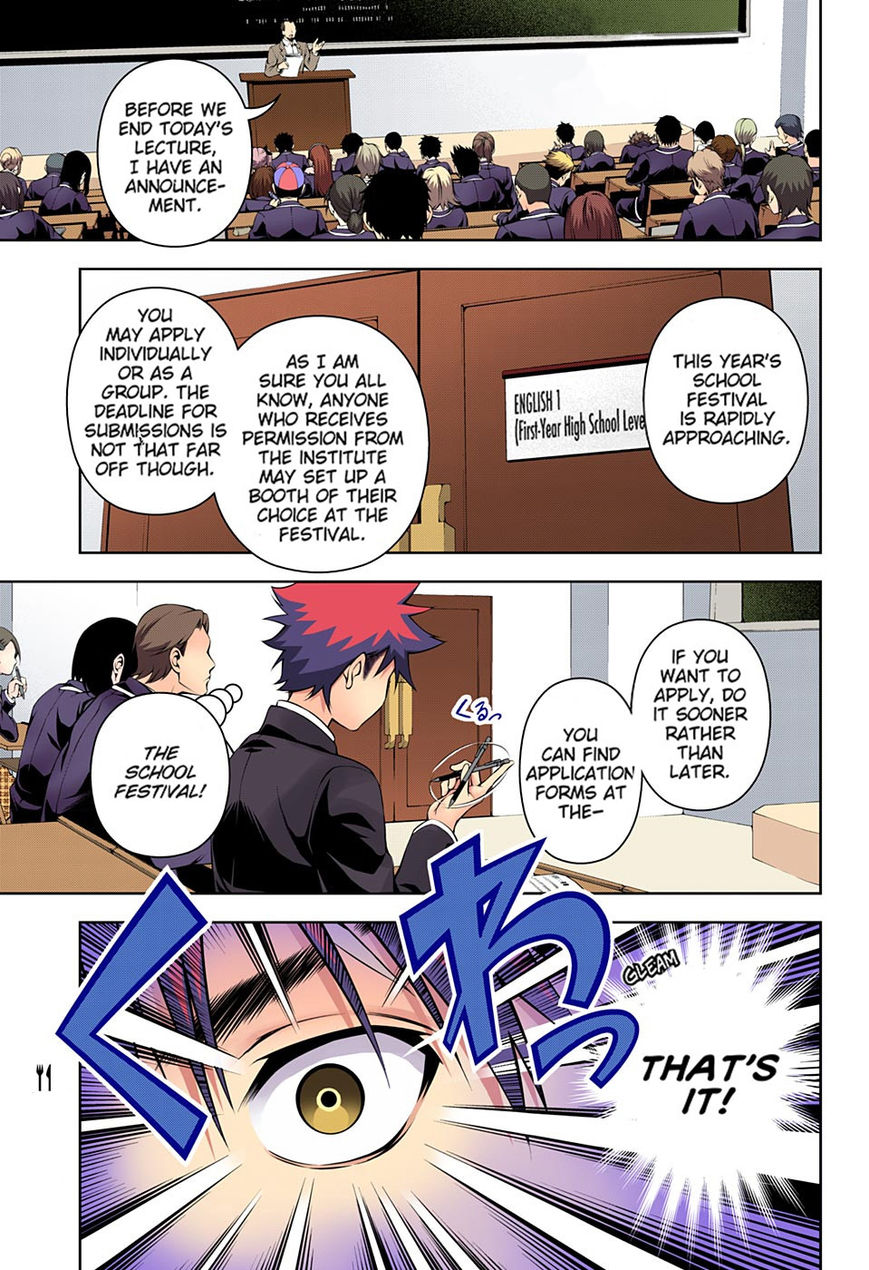 BEFORE WE
END TODAY'S
LECTURE,
I HAVE AN
ANNOUNCE-
MENT.
THIS YEAR'S
SCHOOL
FESTIVAL
IS RAPIDLY
APPROACHING.
ENGLISH 1
(First-Year High School Leve
AS I AM
SURE YOU ALL
KNOW, ANYONE
WHO RECEIVES
PERMISSION FROM
THE INSTITUTE
MAY SET UP A
BOOTH OF THEIR
CHOICE AT THE
FESTIVAL.
YOU
MAY APPLY
INDIVIDUALLY
OR AS A
GROUP. THE
DEADLINE FOR
SUBMISSIONS IS
NOT THAT FAR
OFF THOUGH.
IF YOU
WANT TO
APPLY, DO
IT SOONER
RATHER
THAN
LATER.
YOU
CAN FIND
APPLICATION
FORMS AT
THE-
くるっ
THE
SCHOOL
FESTIVAL!
くわっ
GLEAM
THAT'S
IT!